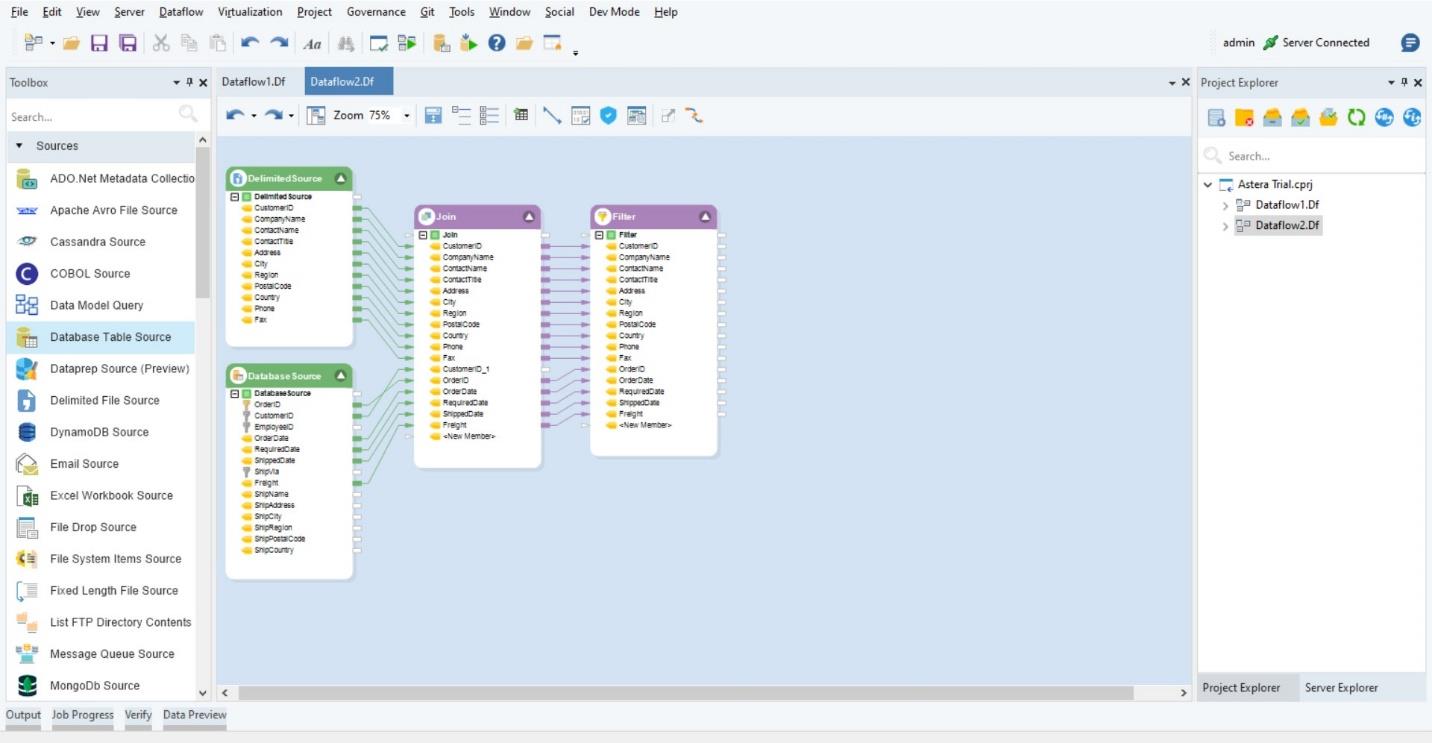 File Edit View Server Dataflow Virtualization Project Governance Git Tools Window Social Dev Mode Help
Aa
admin Server Connected
Toolbox
Search...
Sources
ADO.Net Metadata Collectio
Apache Avro File Source
Cassandra Source
COBOL Source
Data Model Query
Database Table Source
Dataprep Source (Preview)
Delimited File Source
DynamoDB Source
Email Source
Excel Workbook Source
File Drop Source
File System Items Source
Fixed Length File Source
List FTP Directory Contents
Message Queue Source
MongoDb Source
Dataflow1.Df Dataflow2.Df
Zoom 75%
DelimitedSource
DelimitedSource
CustomerID
CompanyName
ContactName
ContactTitle
Address
City
Region
PostalCode
Country
Phone
Fax
DatabaseSource
DatabaseSource
OrderID
CustomerID
EmployeeID
OrderDate
RequiredDate
ShippedDate
ShipVia
Freight
ShipName
ShipAddress
ShipCity
ShipRegion
ShipPostalCode
ShipCountry
Join
Join
CustomerID
CompanyName
ContactName
ContactTitle
Address
City
Region
PostalCode
Country
Phone
Fax
CustomerID_1
OrderID
OrderDate
RequiredDate
ShippedDate
Freight
<New Member>
Filter
Filter
CustomerID
CompanyName
ContactName
ContactTitle
Address
City
Region
PostalCode
Country
Phone
Fax
OrderID
OrderDate
RequiredDate
ShippedDate
Freight
<New Member>
Project Explorer
Search...
Astera Trial.cprj
Dataflow1.Df
Dataflow2.Df
Project Explorer Server Explorer
Output Job Progress Verify Data Preview